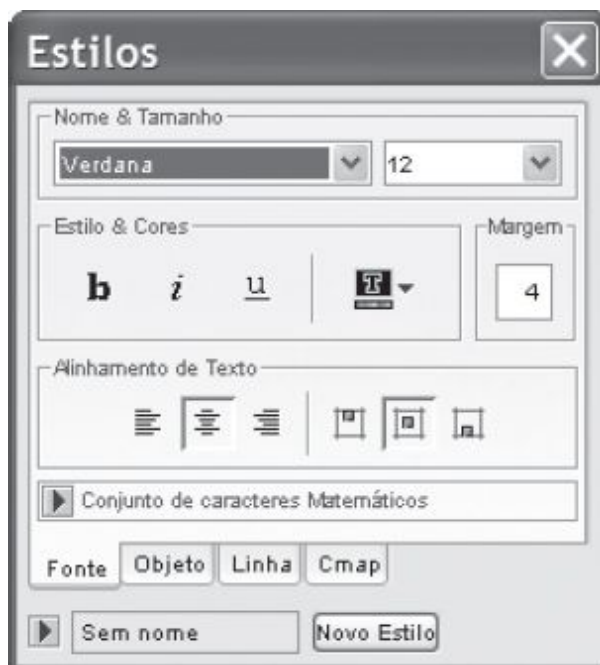 Estilos
Nome & Tamanho
Verdana 12
Estilo & Cores Margem
b i u T 4
Alinhamento de Texto
Conjunto de caracteres Matemáticos
Fonte Objeto Linha Cmap
Sem nome Novo Estilo